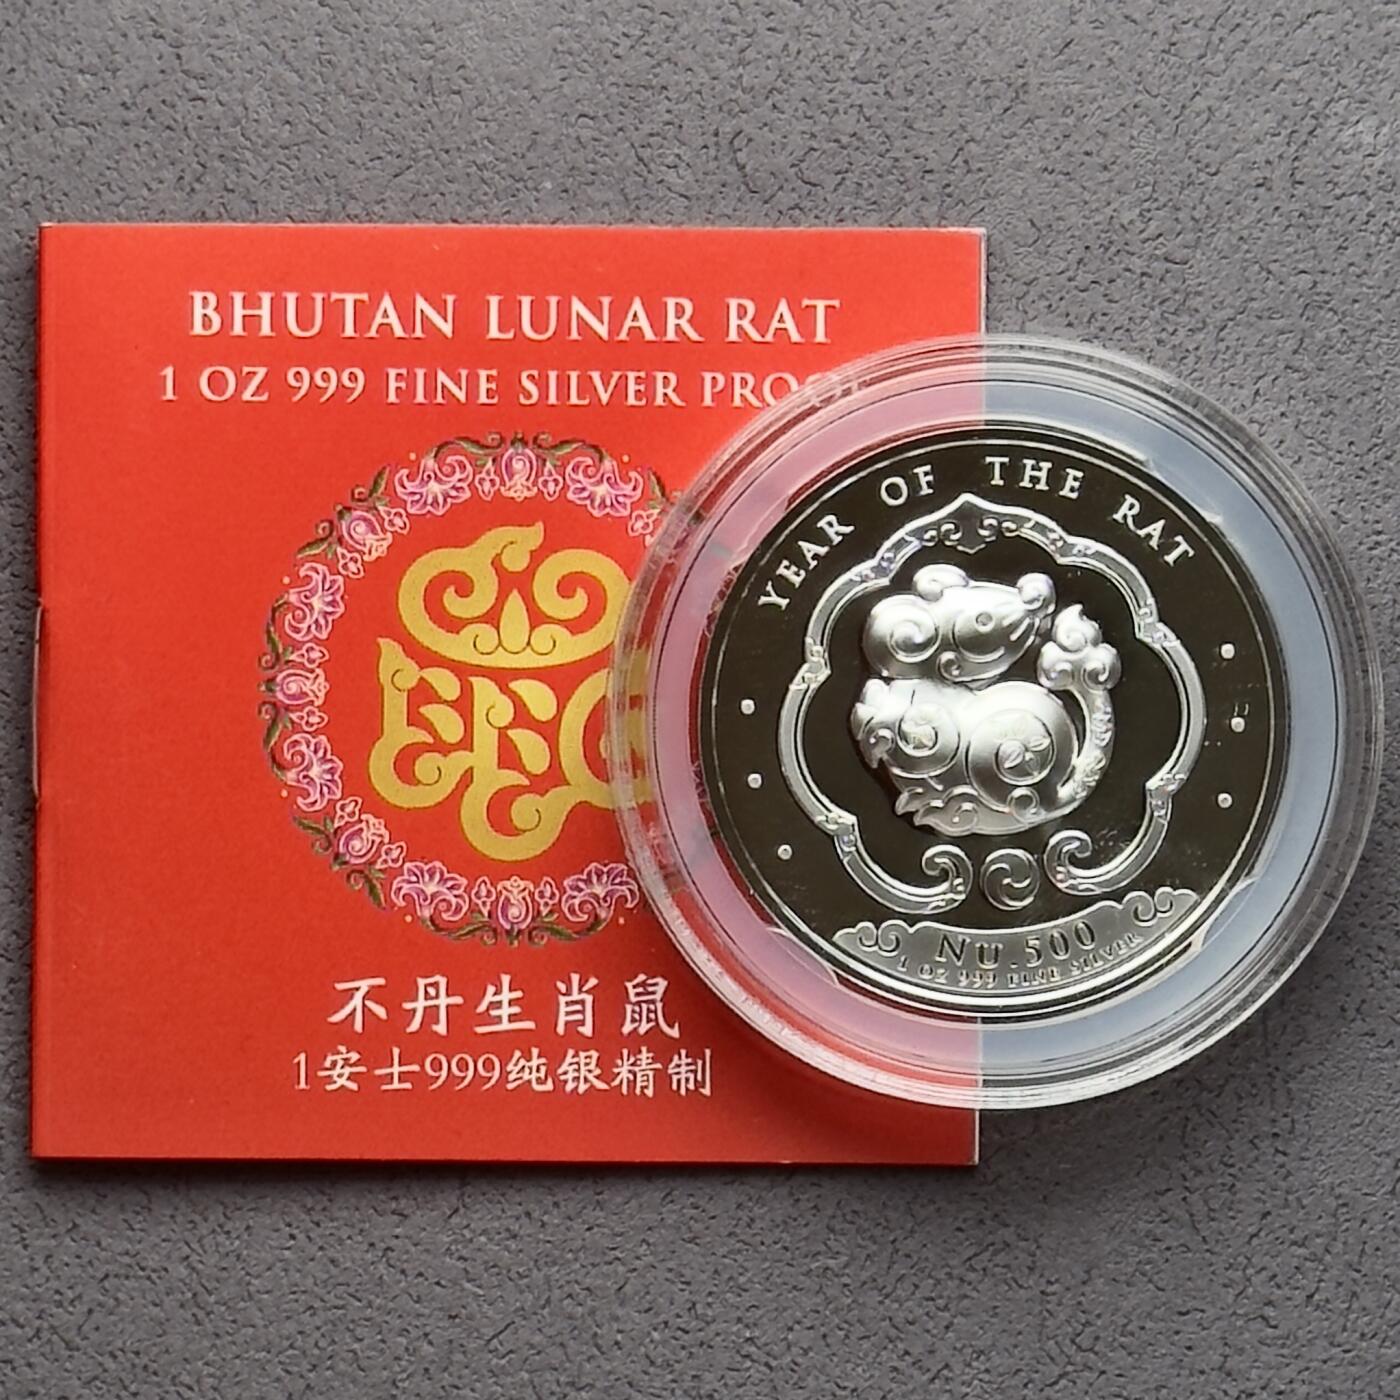 BHUTAN LUNAR RAT
1 OZ 999 FINE SILVER PROOF
不丹生肖鼠
1安士999纯银精制
YEAR OF THE RAT
Nu.500
1 OZ 999 FINE SILVER